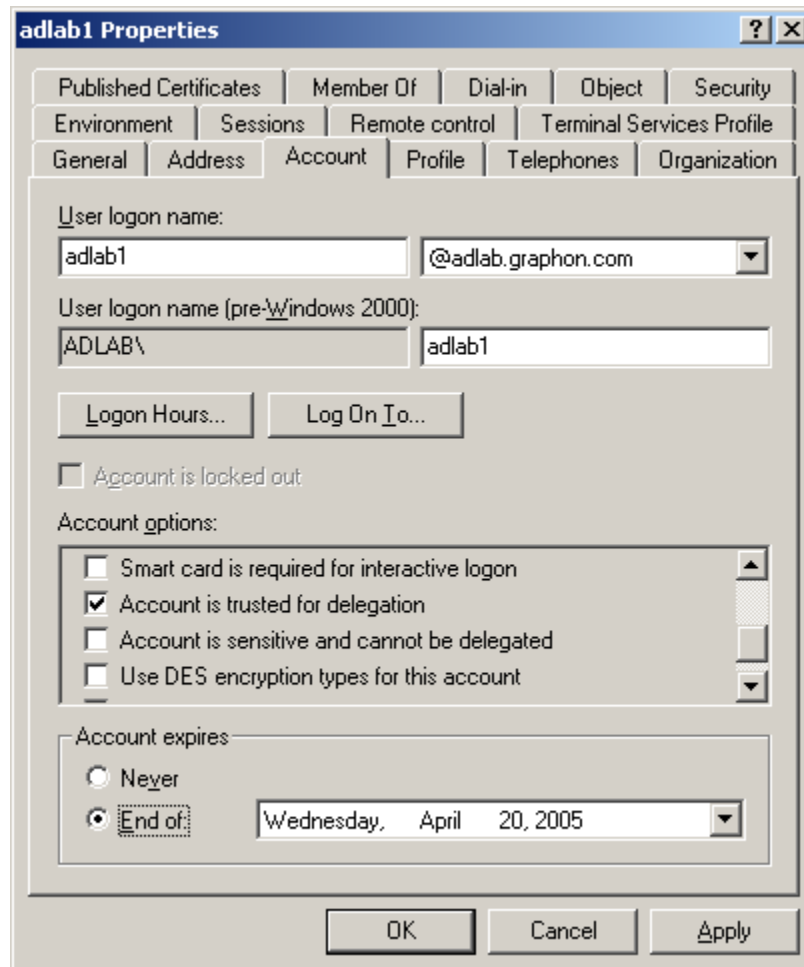 adlab1 Properties
Published Certificates Member Of Dial-in Object Security
Environment Sessions Remote control Terminal Services Profile
General Address Account Profile Telephones Organization
User logon name:
adlab1 @adlab.graphon.com
User logon name (pre-Windows 2000):
ADLAB\ adlab1
Logon Hours... Log On To...
Account is locked out
Account options:
Smart card is required for interactive logon
Account is trusted for delegation
Account is sensitive and cannot be delegated
Use DES encryption types for this account
Account expires
Never
End of: Wednesday, April 20, 2005
OK Cancel Apply